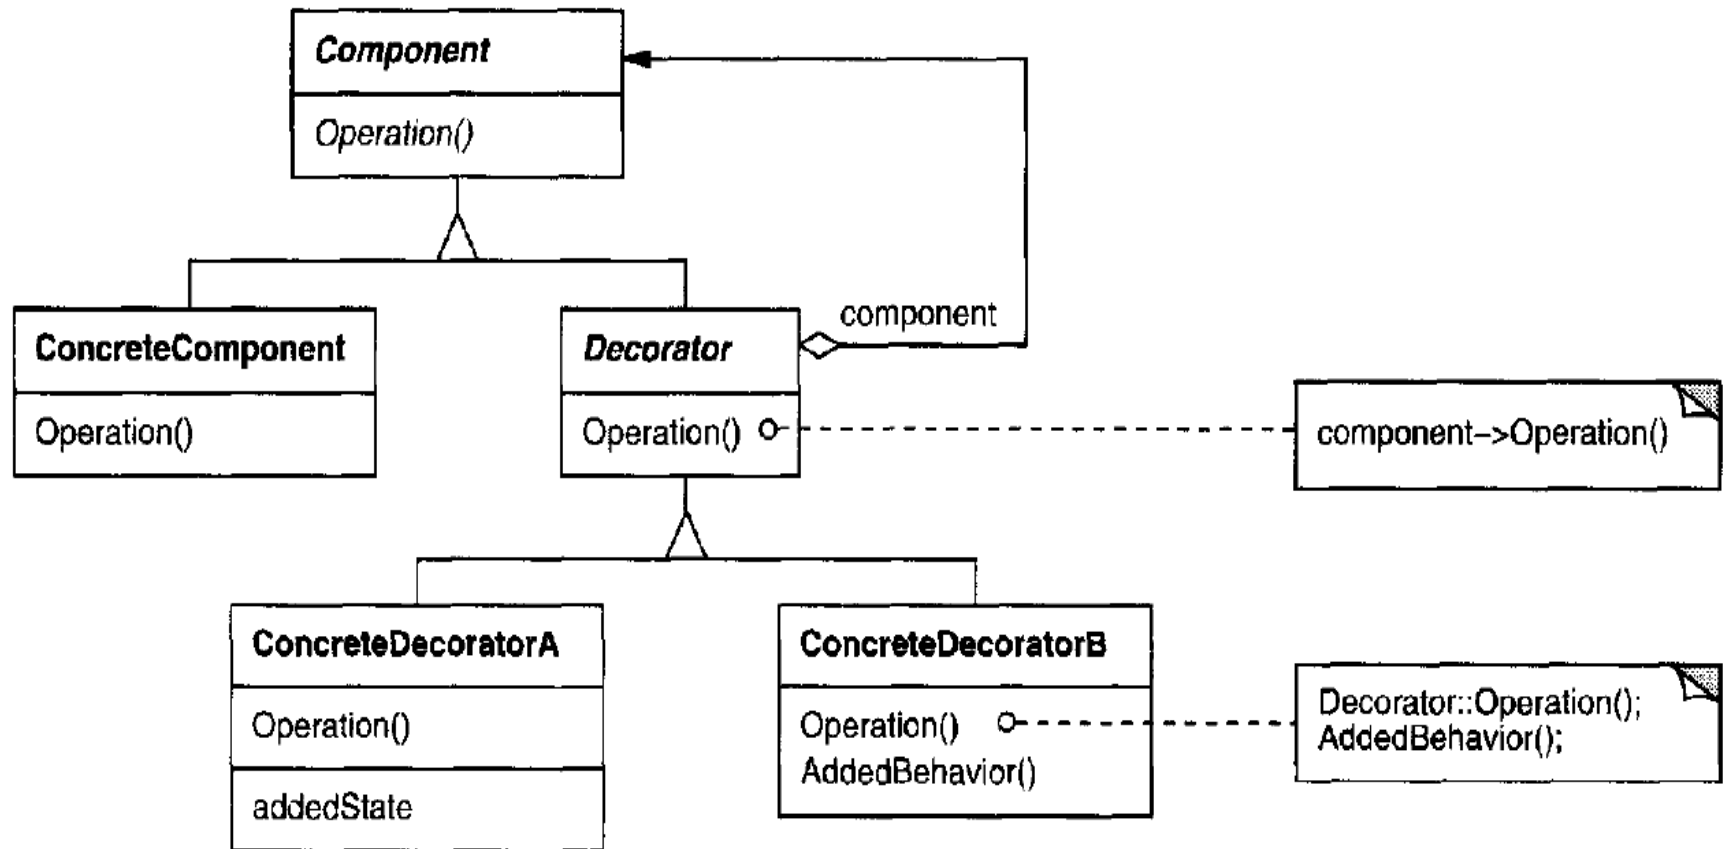 Component
Operation()
component
ConcreteComponent
Operation()
Decorator
Operation()
component–>Operation()
ConcreteDecoratorA
Operation()
addedState
ConcreteDecoratorB
Operation()
AddedBehavior()
Decorator::Operation();
AddedBehavior();